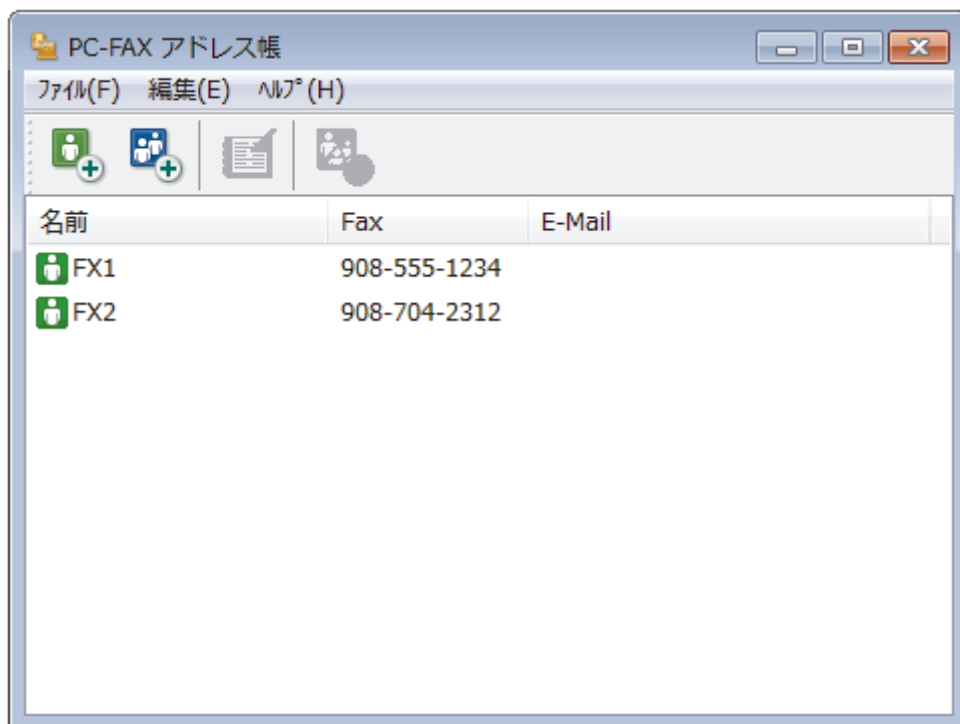 PC-FAX アドレス帳
ﾌｧｲﾙ(F) 編集(E) ﾍﾙﾌﾟ(H)
名前 Fax E-Mail
FX1 908-555-1234
FX2 908-704-2312